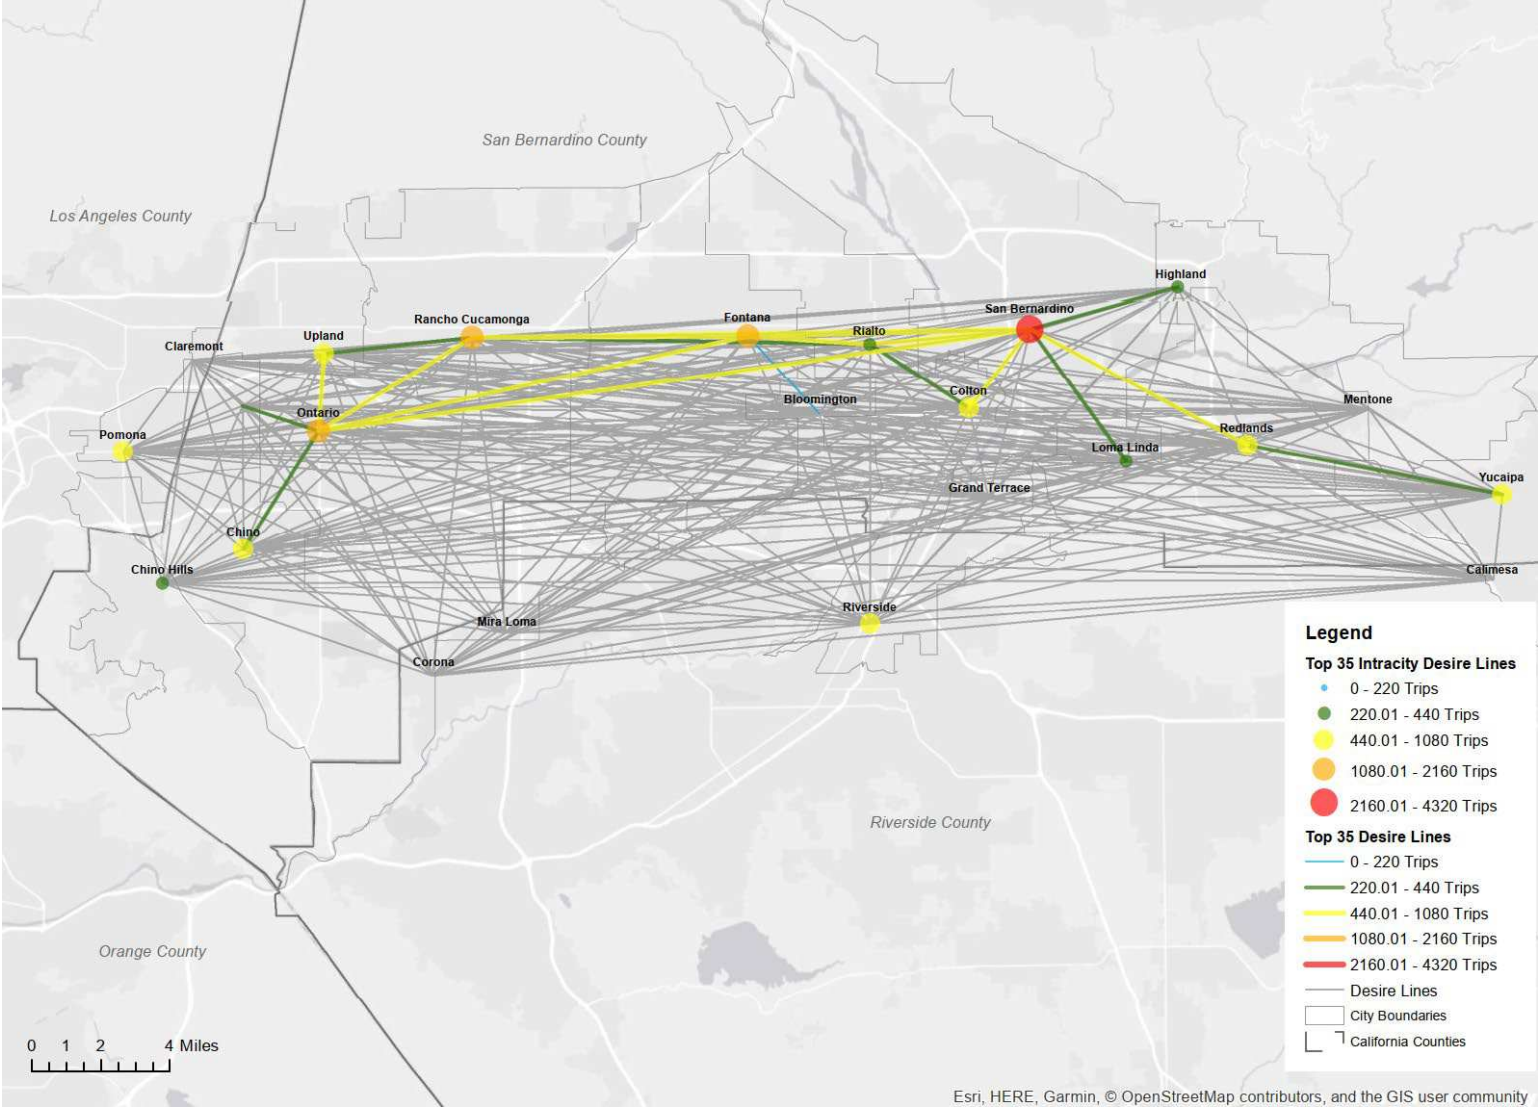 San Bernardino County
Los Angeles County
Highland
San Bernardino
Fontana
Rancho Cucamonga
Rialto
Upland
Claremont
Colton
Bloomington
Mentone
Ontario
Redlands
Pomona
Loma Linda
Yucaipa
Grand Terrace
Chino
Chino Hills
Calimesa
Riverside
Mira Loma
Corona
Riverside County
Orange County
Legend
Top 35 Intracity Desire Lines
0 - 220 Trips
220.01 - 440 Trips
440.01 - 1080 Trips
1080.01 - 2160 Trips
2160.01 - 4320 Trips
Top 35 Desire Lines
0 - 220 Trips
220.01 - 440 Trips
440.01 - 1080 Trips
1080.01 - 2160 Trips
2160.01 - 4320 Trips
Desire Lines
City Boundaries
California Counties
0 1 2 4 Miles
Esri, HERE, Garmin, © OpenStreetMap contributors, and the GIS user community